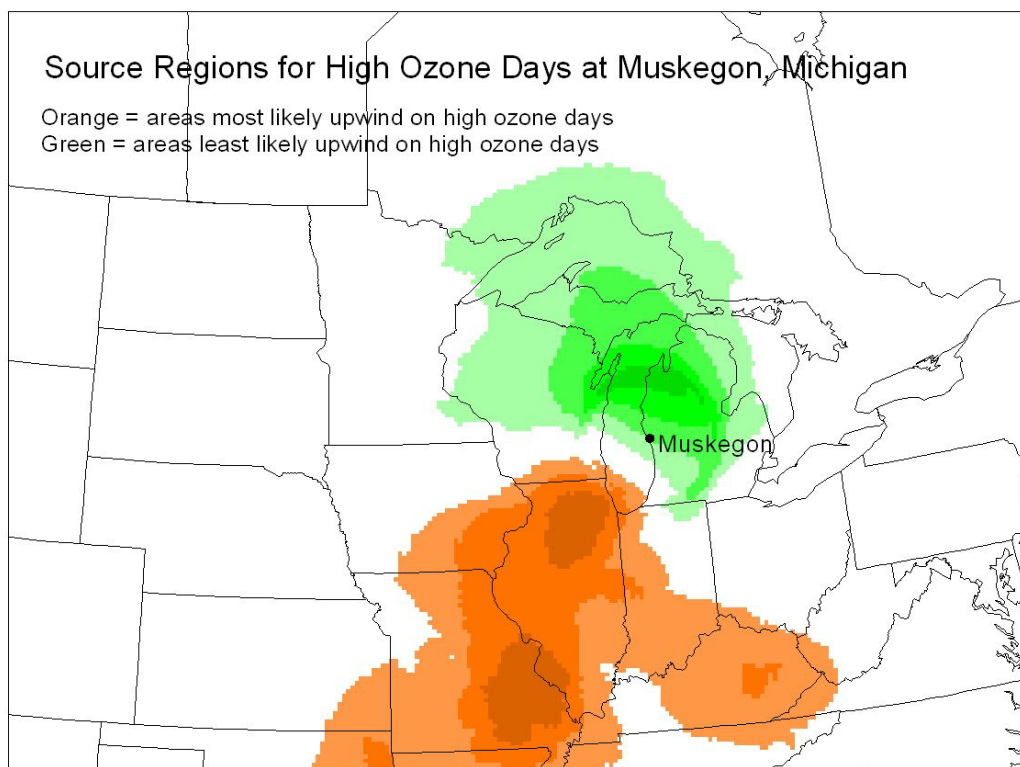 Source Regions for High Ozone Days at Muskegon, Michigan
Orange = areas most likely upwind on high ozone days
Green = areas least likely upwind on high ozone days
Muskegon